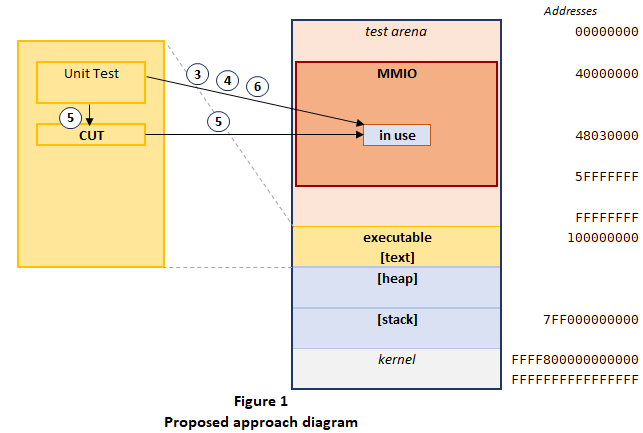 Addresses
test arena 00000000
Unit Test 3 4 6 MMIO 40000000
5 5
CUT in use 48030000
5FFFFFFF
FFFFFFFF
executable 100000000
[text]
[heap]
[stack] 7FF000000000
kernel FFFF800000000000
FFFFFFFFFFFFFFFF
Figure 1
Proposed approach diagram